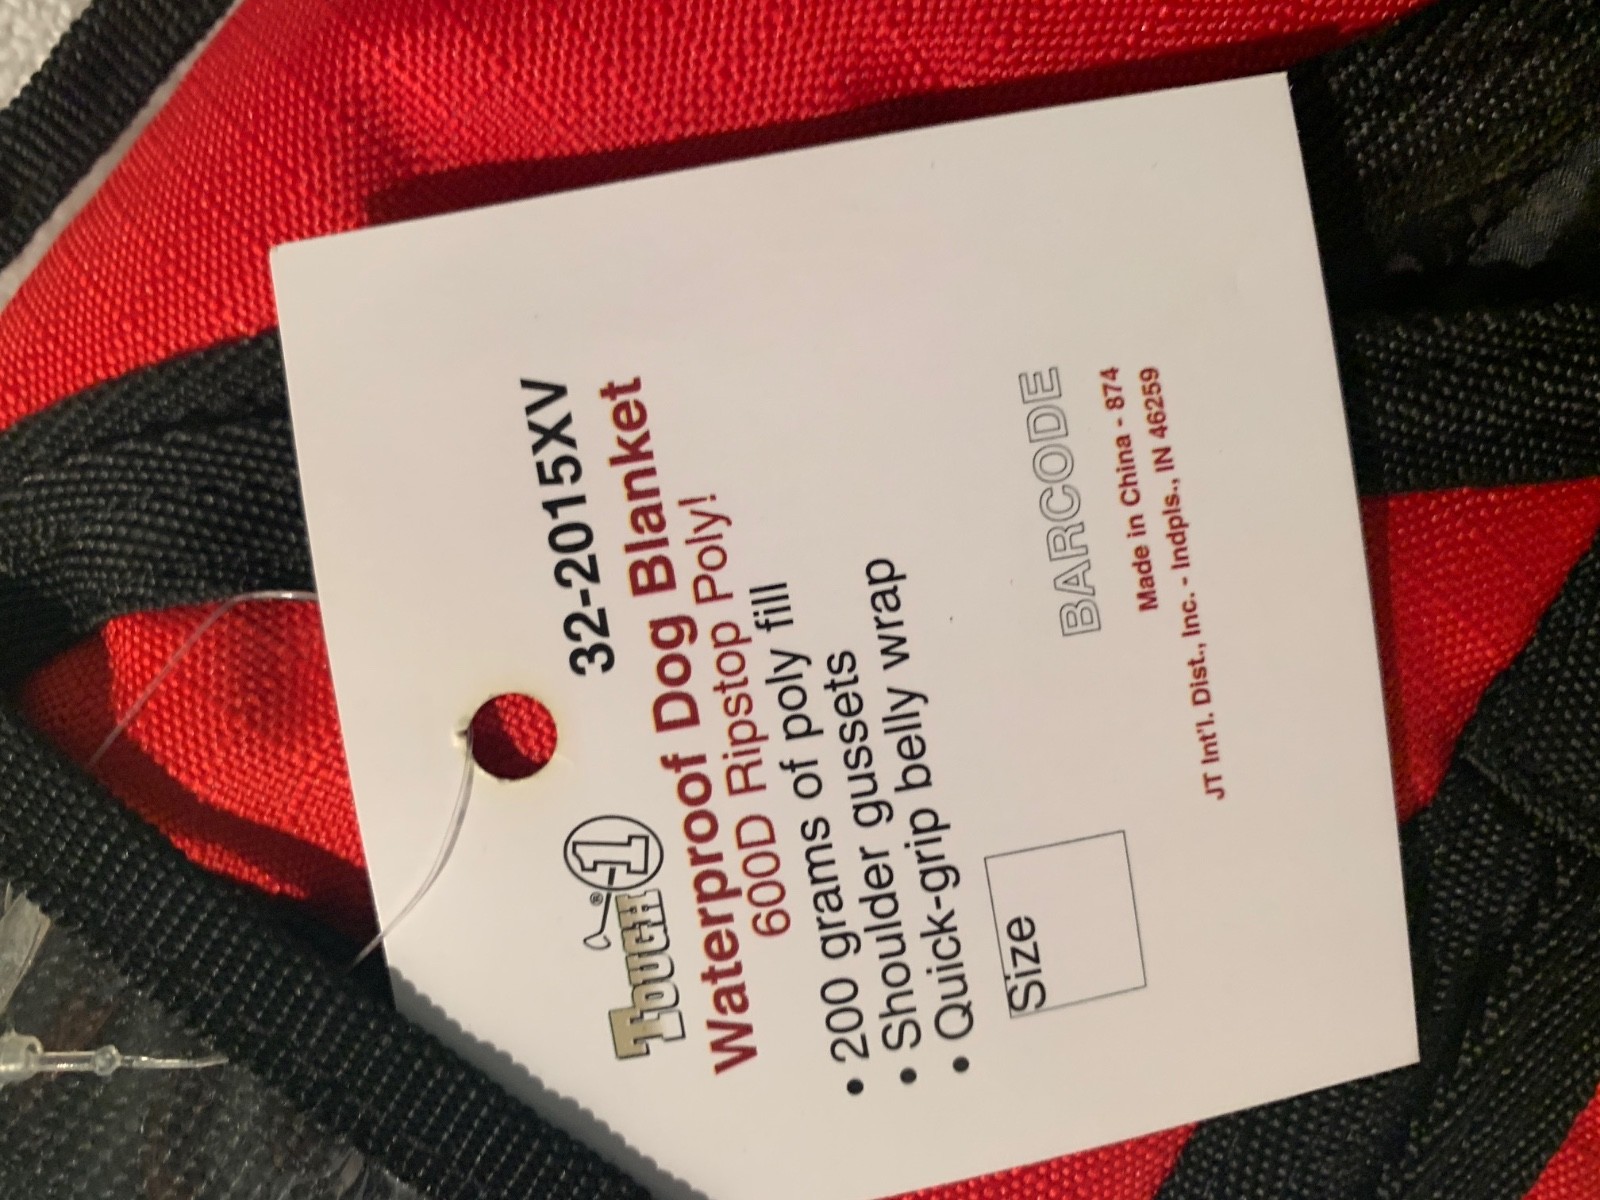 TOUGH-1®
32-2015XV
Waterproof Dog Blanket
600D Ripstop Poly!
• 200 grams of poly fill
• Shoulder gussets
• Quick-grip belly wrap
Size
BARCODE
Made in China - 874
JT Int'l. Dist., Inc. - Indpls., IN 46259